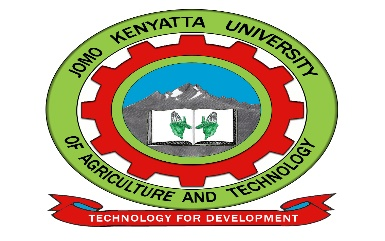 JOMO KENYATTA UNIVERSITY
OF AGRICULTURE AND TECHNOLOGY
TECHNOLOGY FOR DEVELOPMENT